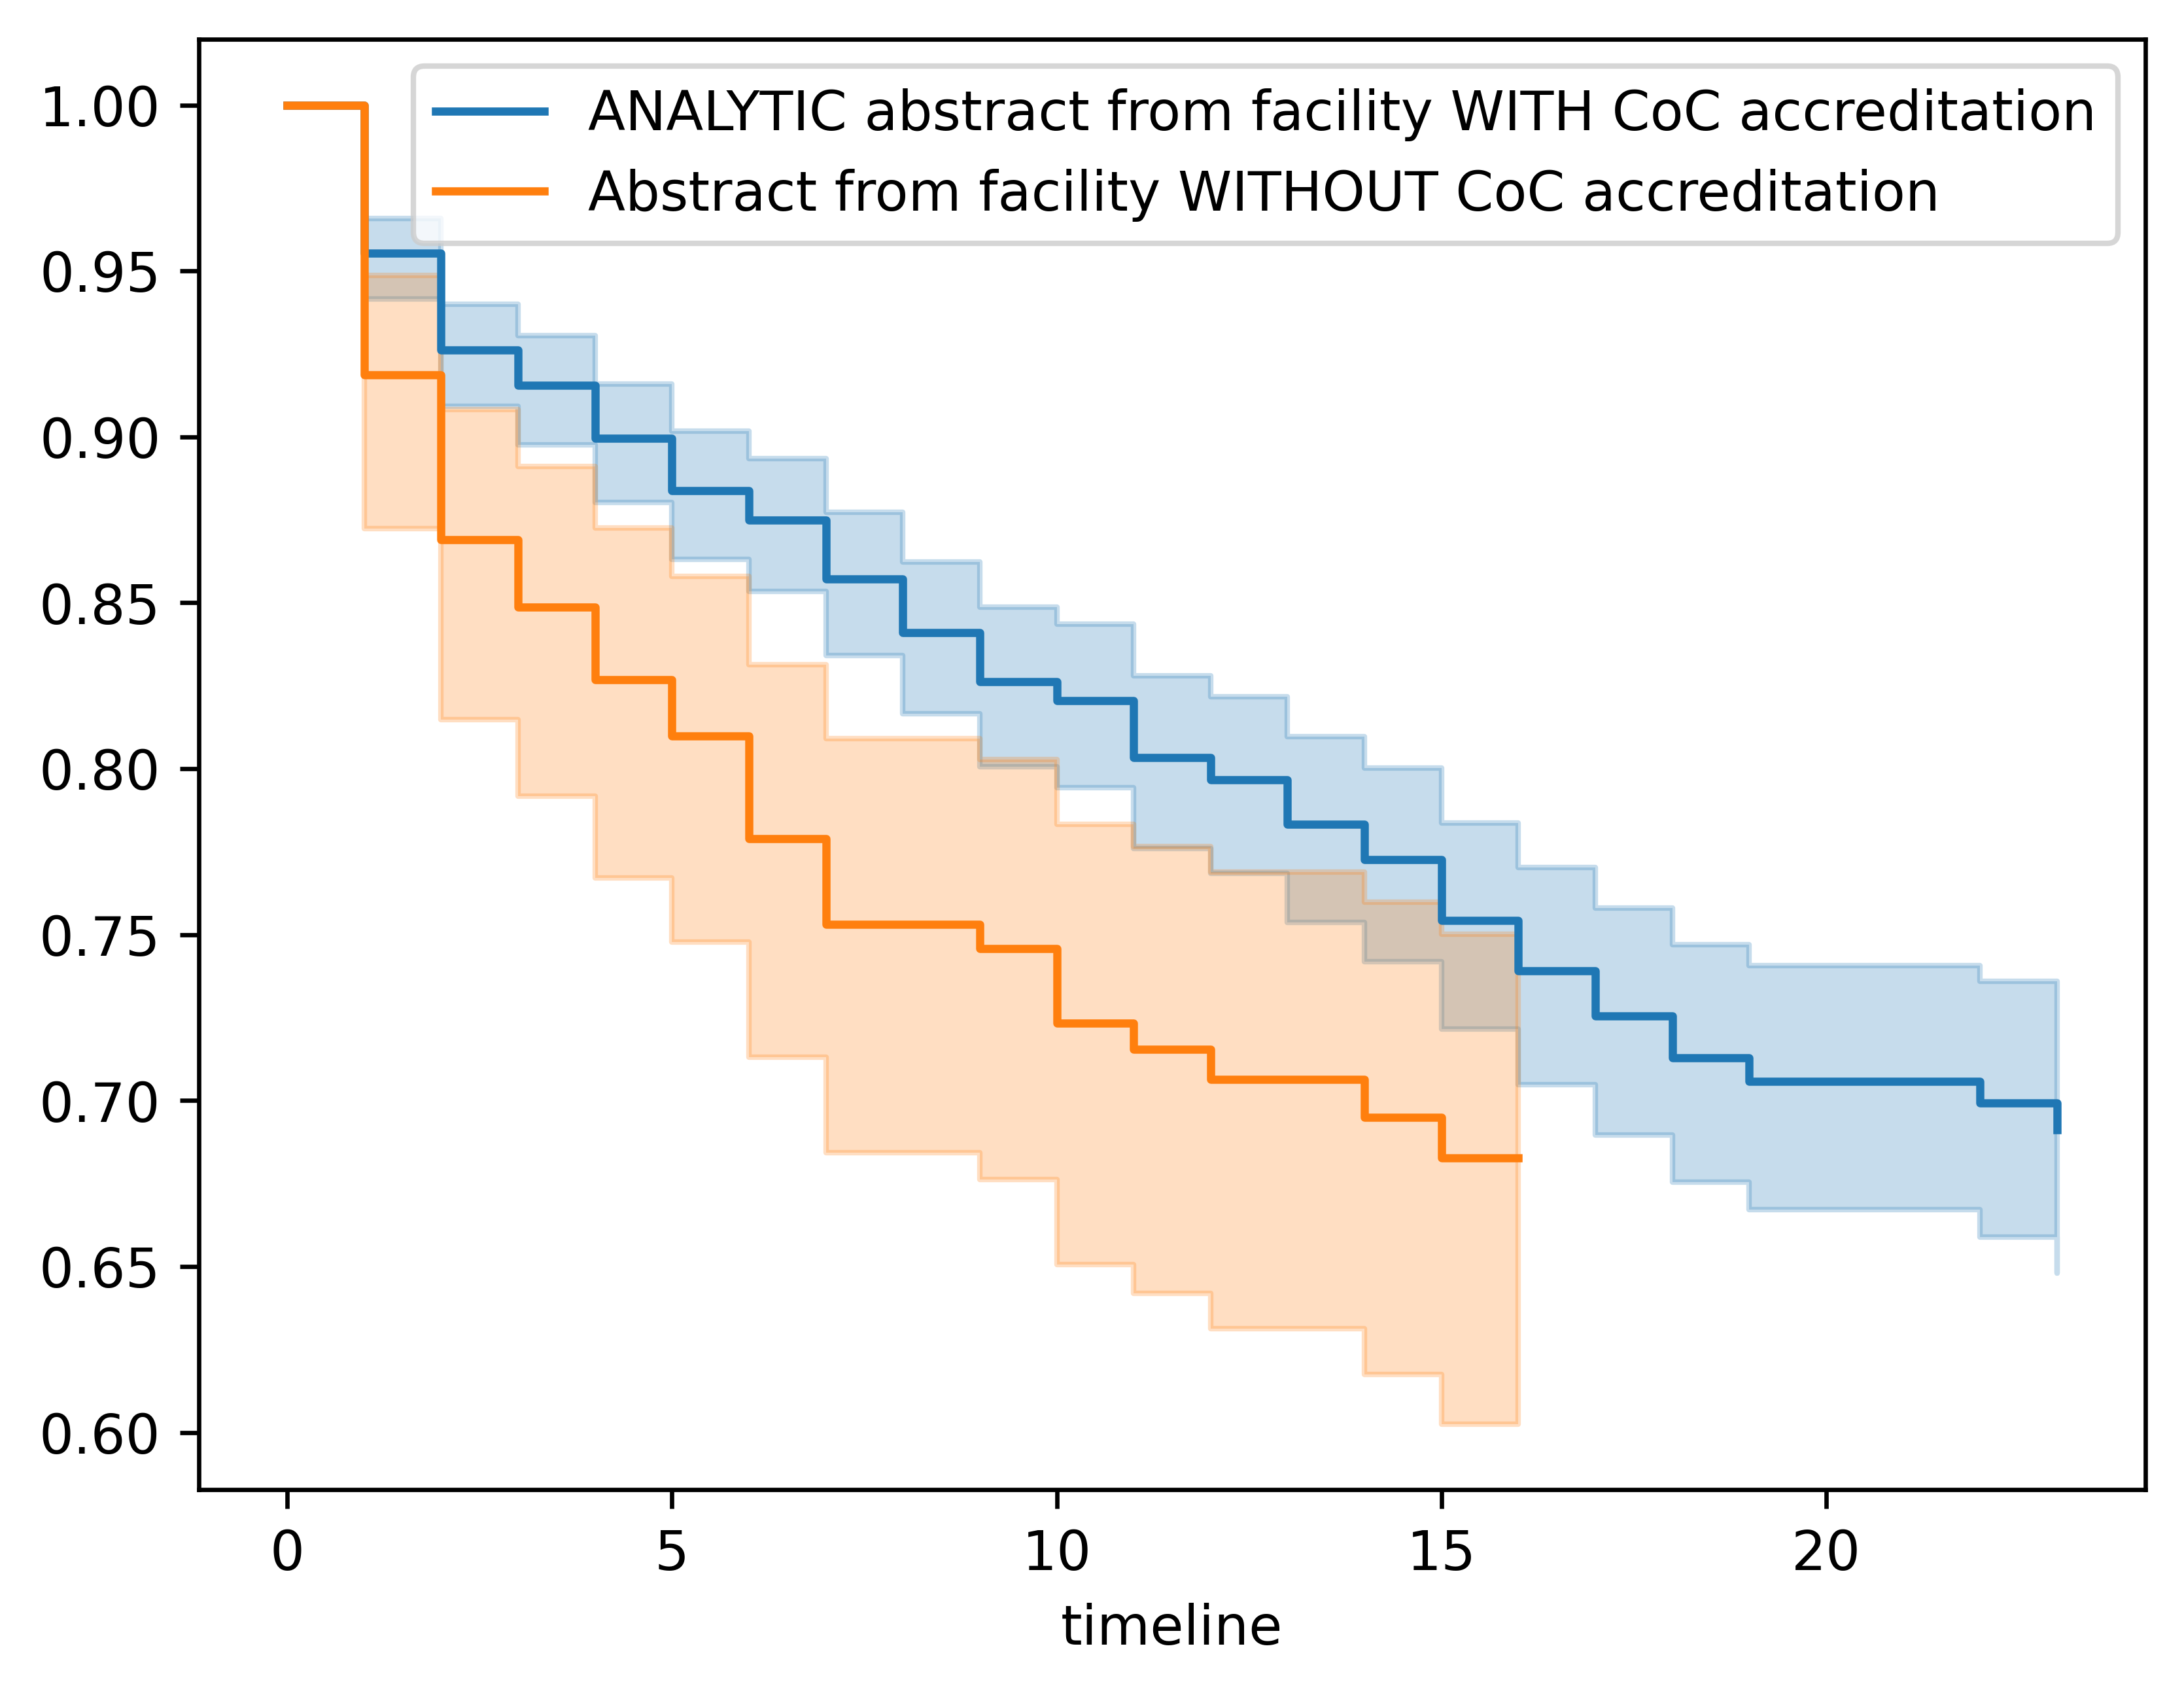 ANALYTIC abstract from facility WITH CoC accreditation
Abstract from facility WITHOUT CoC accreditation
1.00
0.95
0.90
0.85
0.80
0.75
0.70
0.65
0.60
0 5 10 15 20
timeline